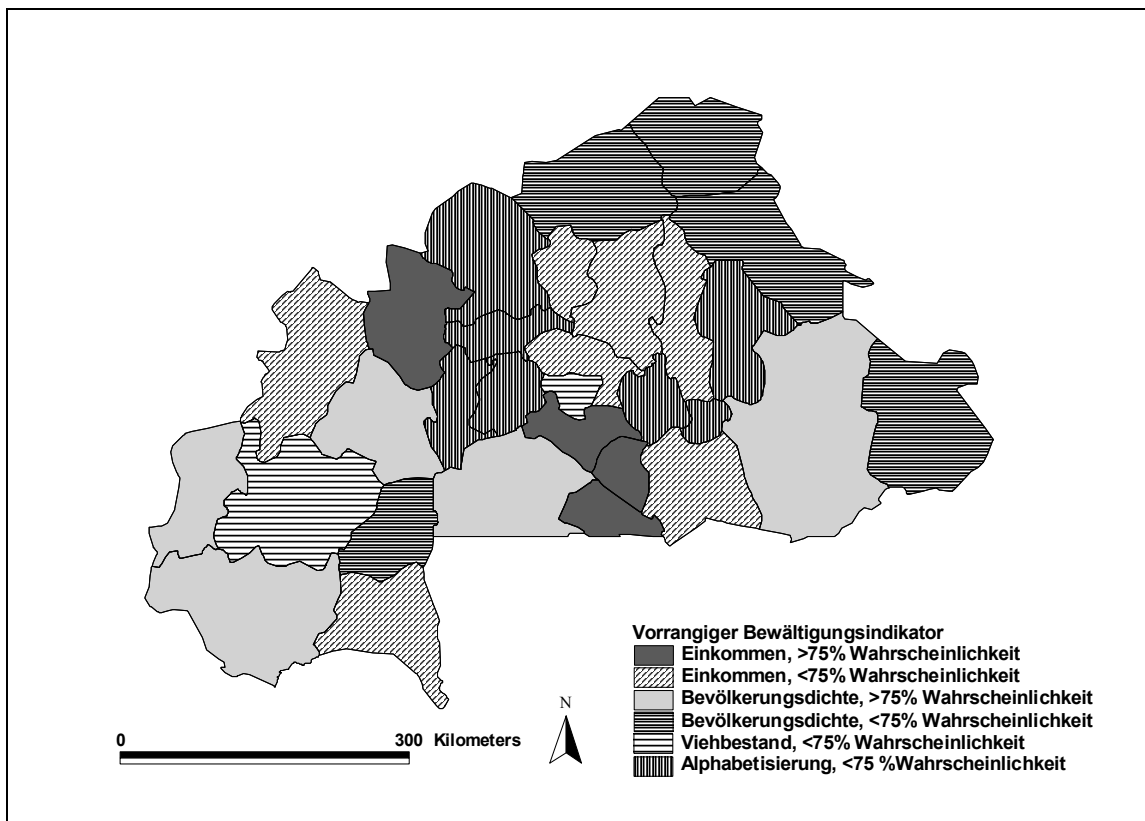 Vorrangiger Bewältigungsindikator
Einkommen, >75% Wahrscheinlichkeit
Einkommen, <75% Wahrscheinlichkeit
Bevölkerungsdichte, >75% Wahrscheinlichkeit
Bevölkerungsdichte, <75% Wahrscheinlichkeit
Viehbestand, <75% Wahrscheinlichkeit
Alphabetisierung, <75 %Wahrscheinlichkeit
N
0 300 Kilometers